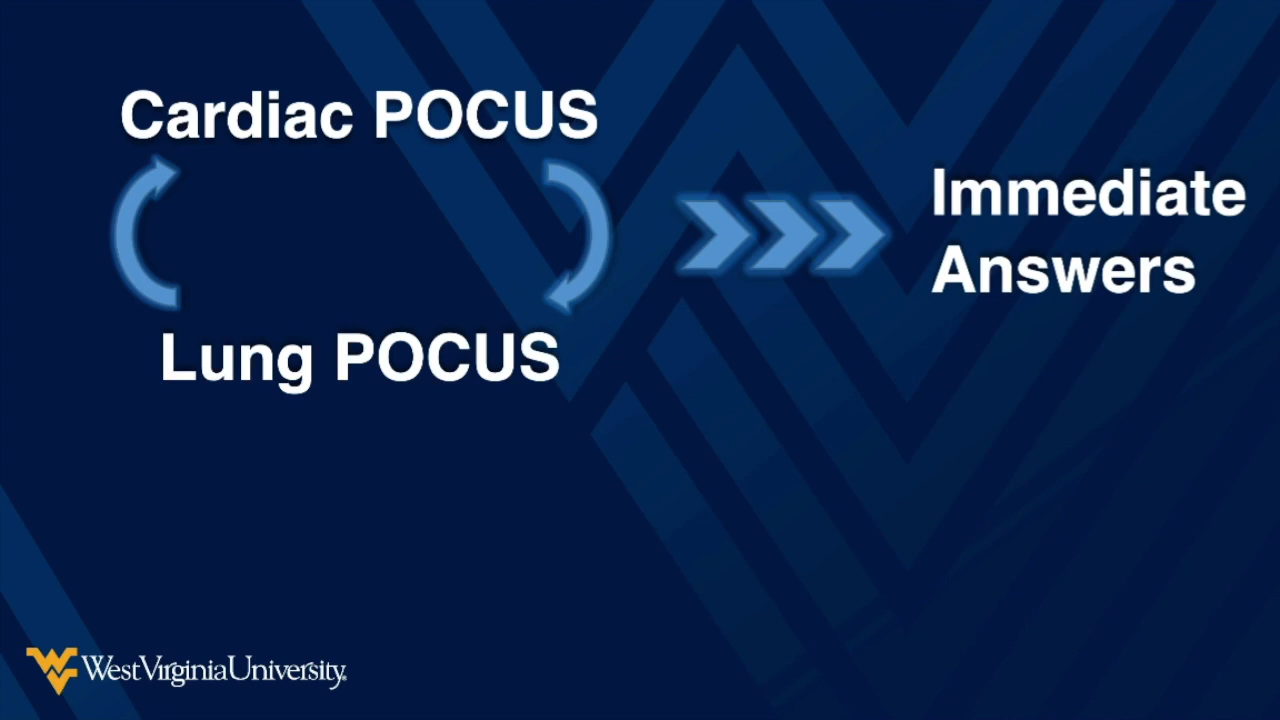 Cardiac POCUS
Lung POCUS
Immediate
Answers
WestVirginiaUniversity.